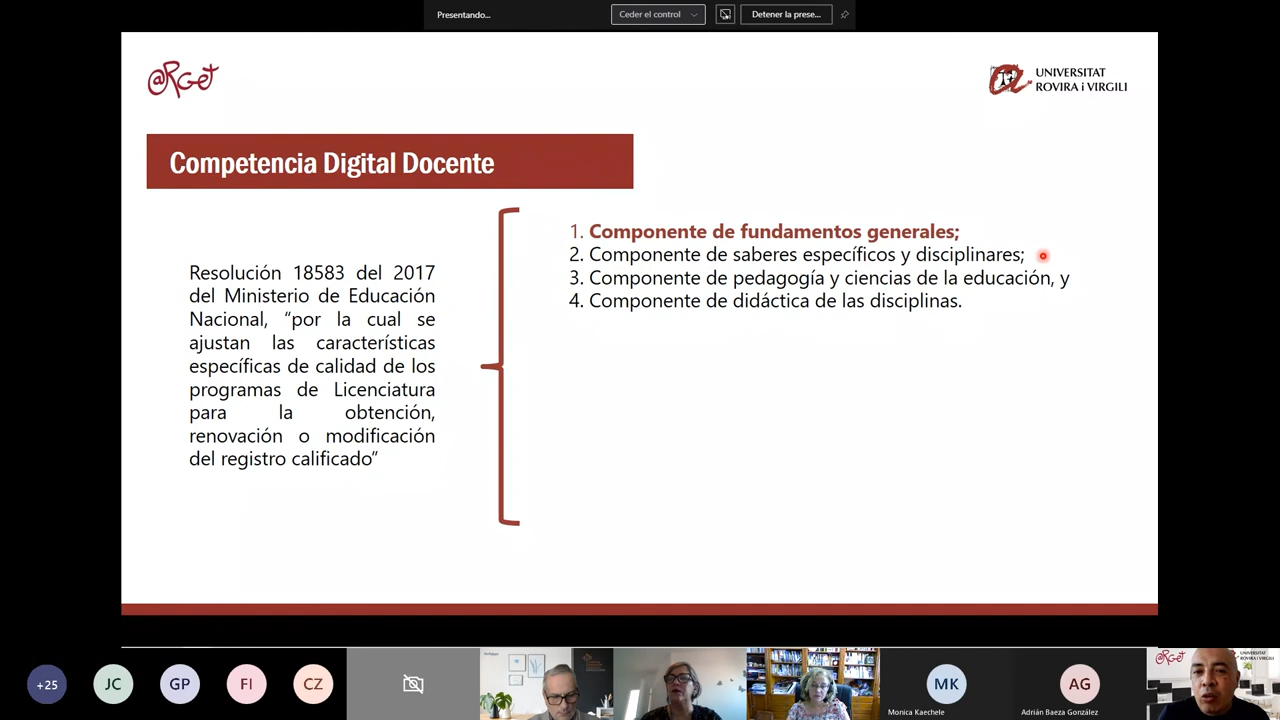 Presentando...
Ceder el control
Detener la prese...
@RGet
UNIVERSITAT
ROVIRA i VIRGILI
Competencia Digital Docente
1. Componente de fundamentos generales;
2. Componente de saberes específicos y disciplinares;
3. Componente de pedagogía y ciencias de la educación, y
4. Componente de didáctica de las disciplinas.
Resolución 18583 del 2017
del Ministerio de Educación
Nacional, “por la cual se
ajustan las características
específicas de calidad de los
programas de Licenciatura
para la obtención,
renovación o modificación
del registro calificado”
+25
JC
GP
FI
CZ
MK
Monica Kaechele
AG
Adrián Baeza González
@RGet
UNIVERSITAT
ROVIRA i VIRGILI